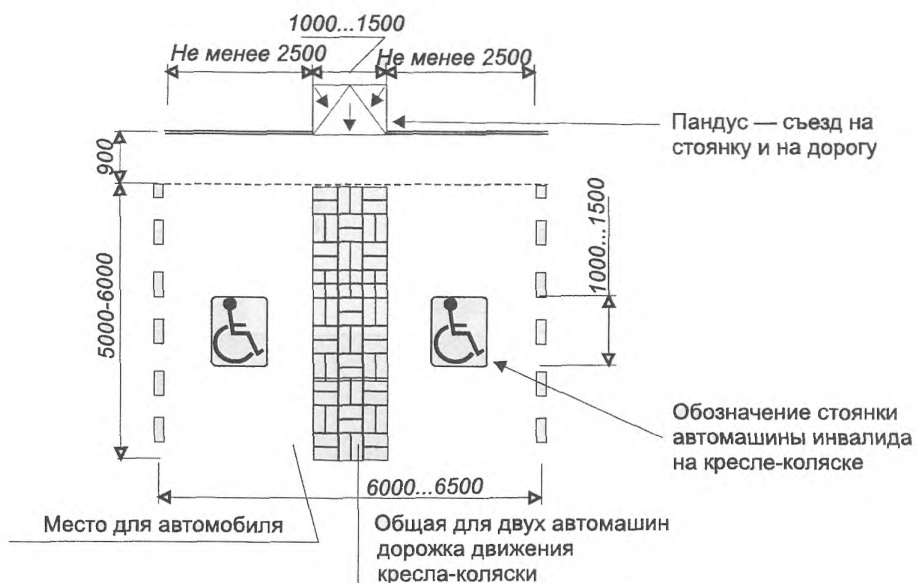 1000...1500
Не менее 2500
Не менее 2500
Пандус — съезд на
стоянку и на дорогу
900
1000...1500
5000-6000
Обозначение стоянки
автомашины инвалида
на кресле-коляске
6000...6500
Место для автомобиля
Общая для двух автомашин
дорожка движения
кресла-коляски